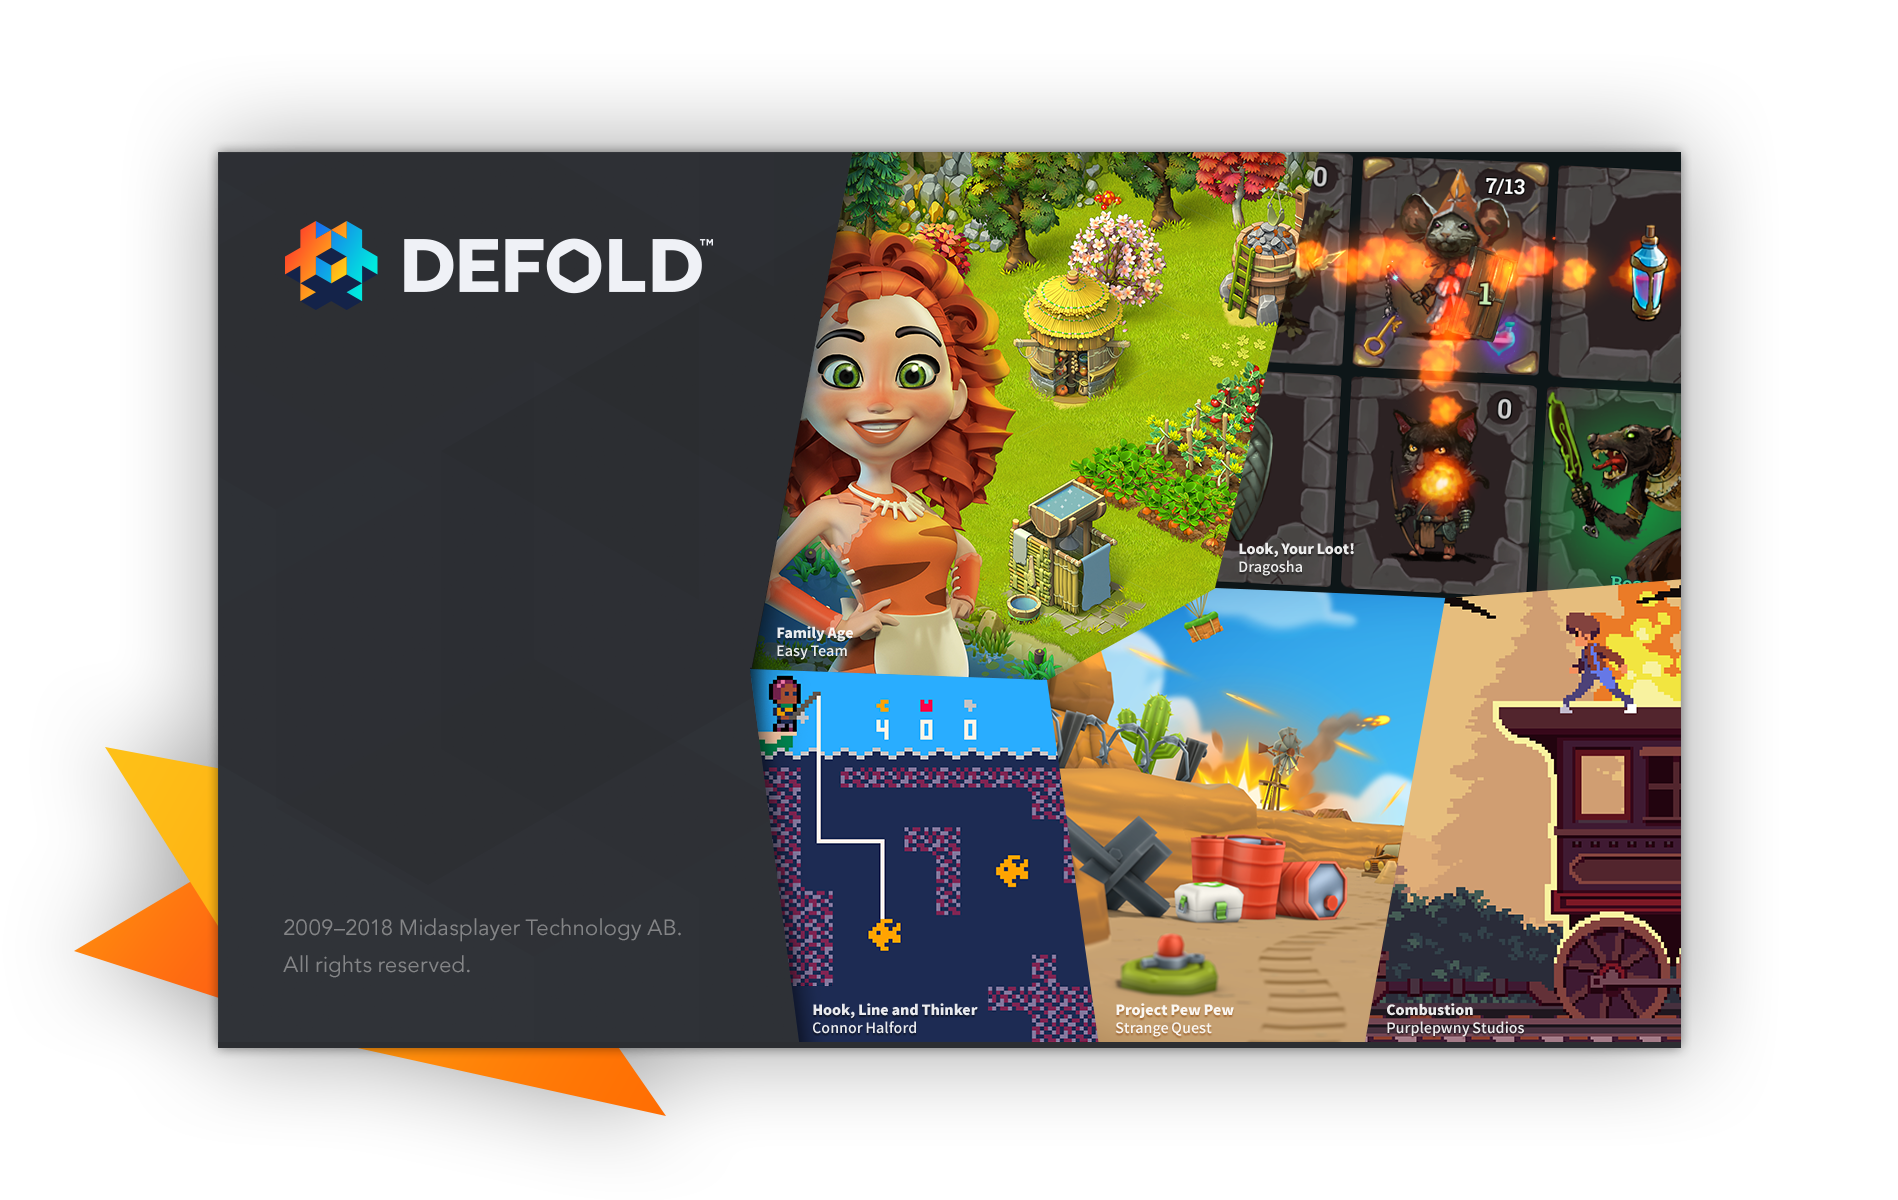 DEFOLD™
2009–2018 Midasplayer Technology AB.
All rights reserved.
Family Age
Easy Team
0
7/13
1
0
Look, Your Loot!
Dragosha
4 0 0
Hook, Line and Thinker
Connor Halford
Project Pew Pew
Strange Quest
Combustion
Purplepwny Studios